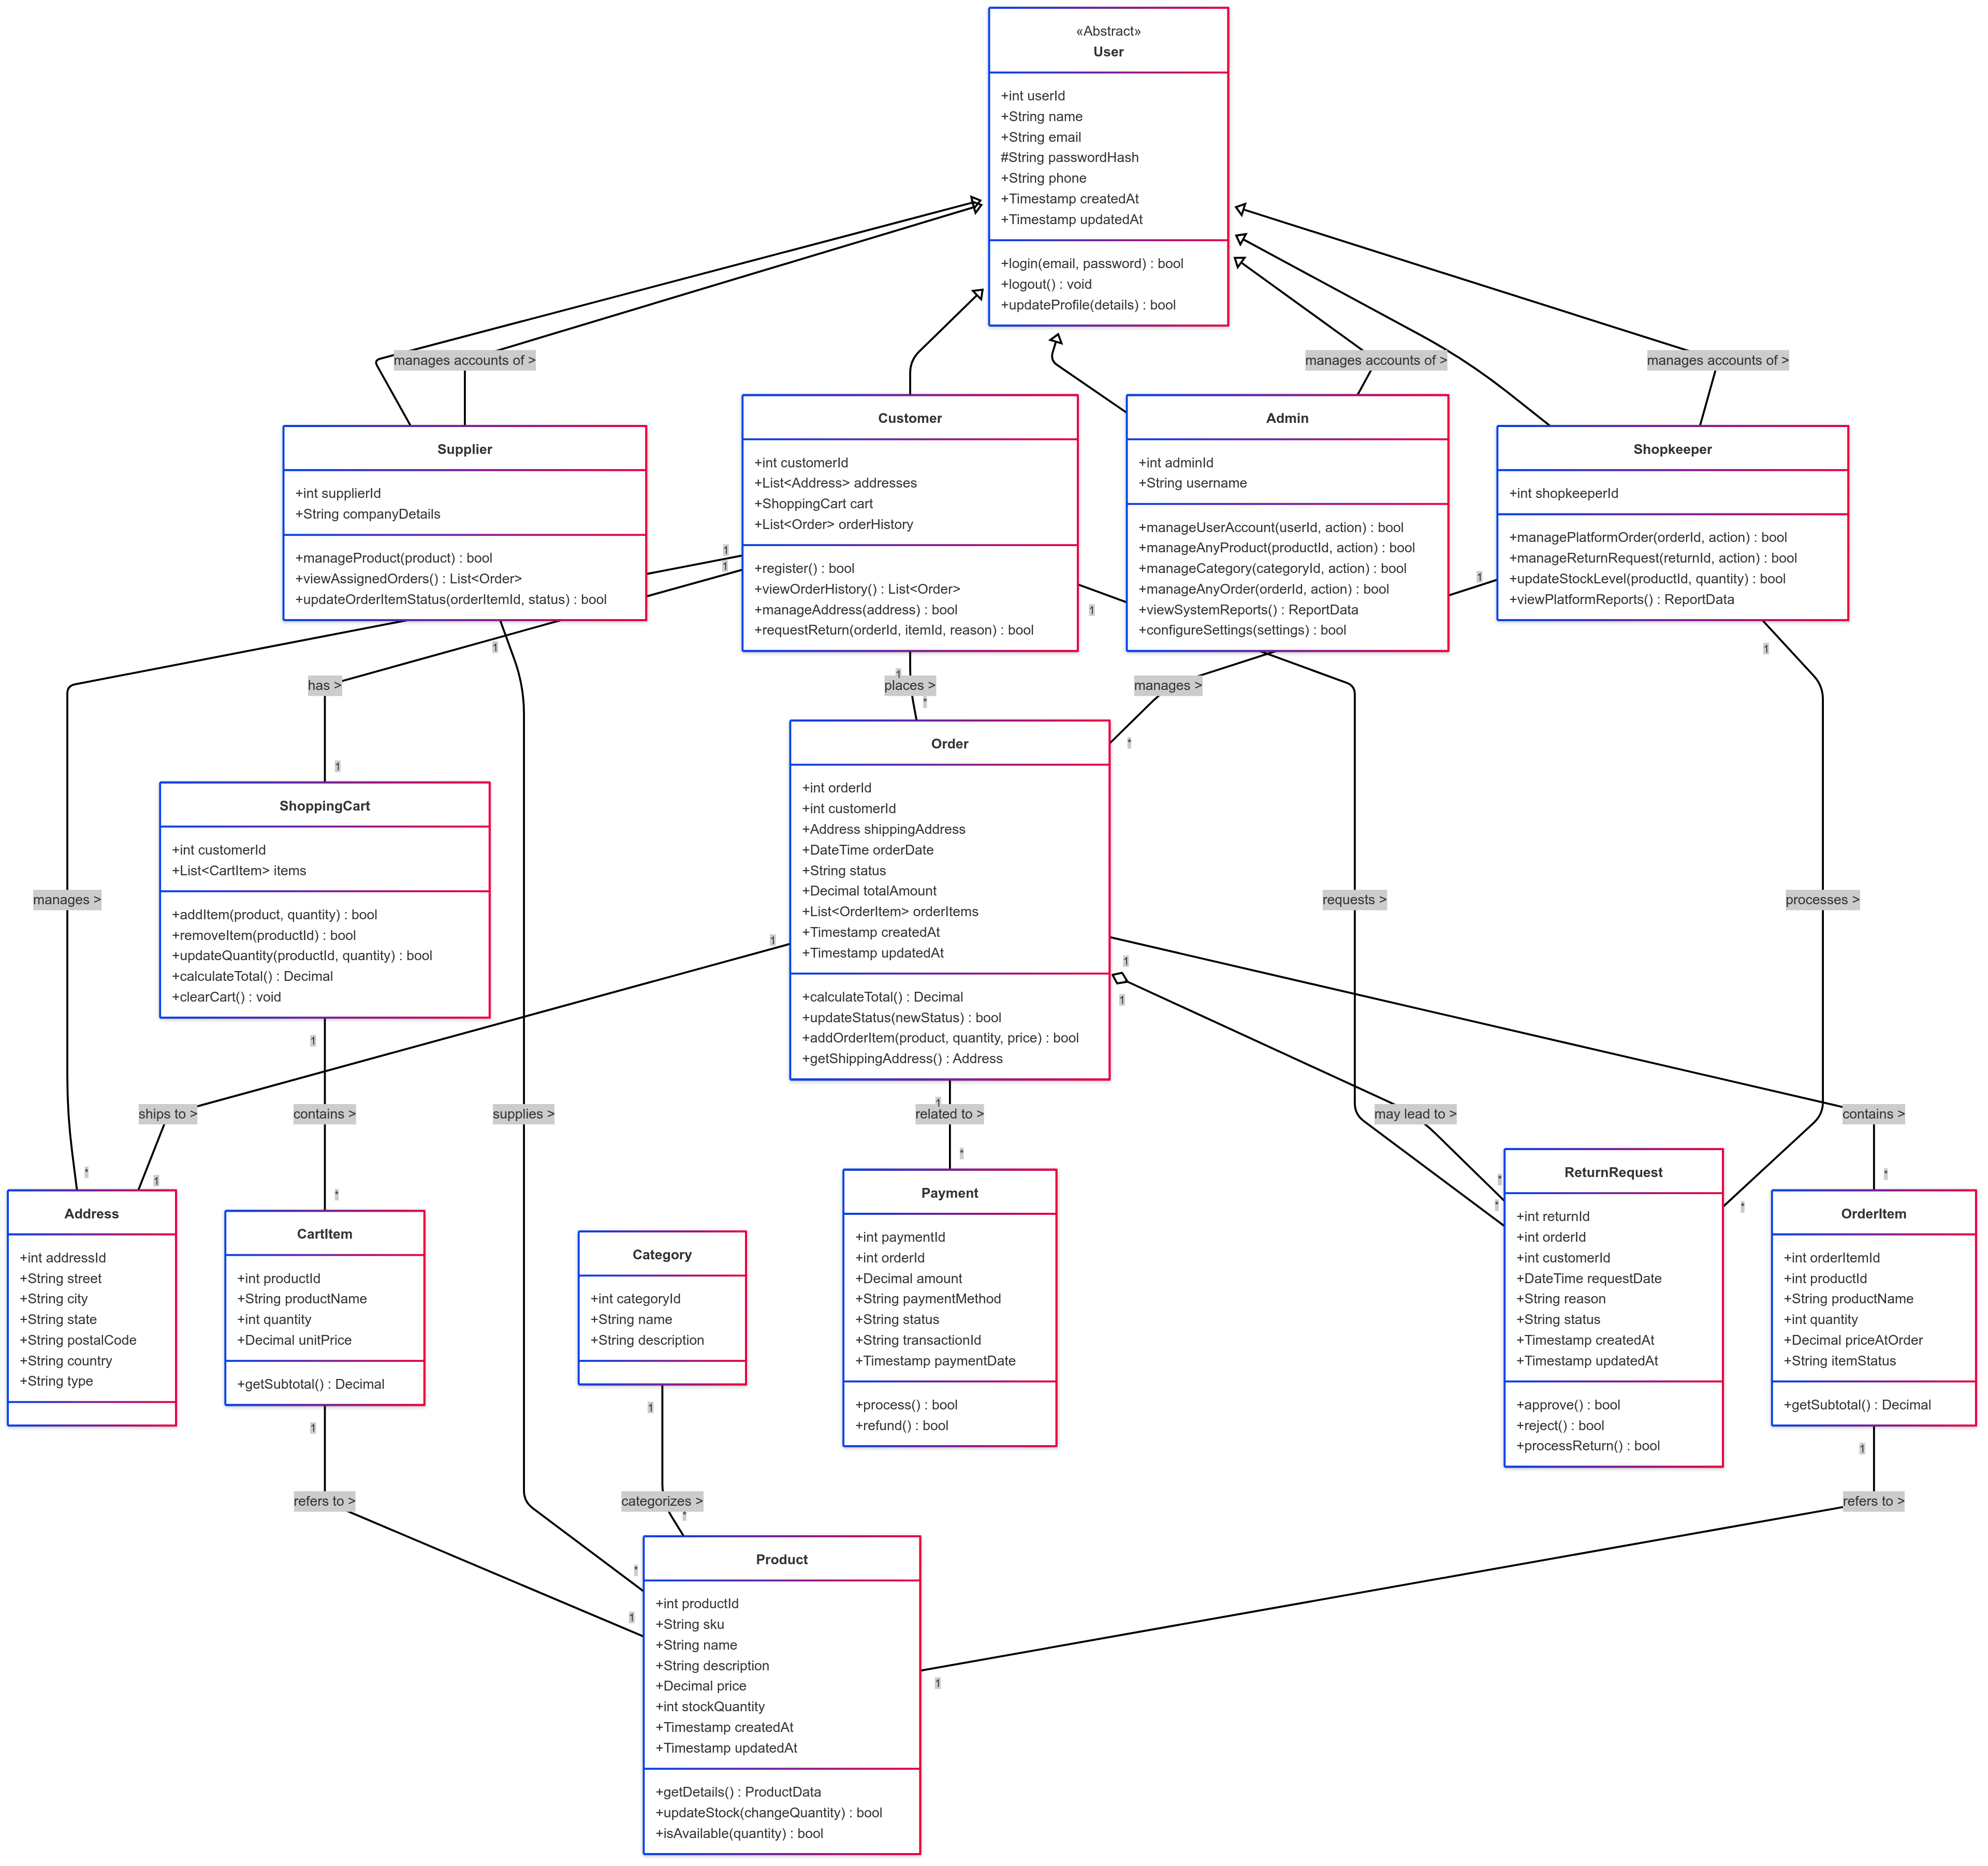 «Abstract»
User
+int userId
+String name
+String email
#String passwordHash
+String phone
+Timestamp createdAt
+Timestamp updatedAt
+login(email, password) : bool
+logout() : void
+updateProfile(details) : bool
manages accounts of >
manages accounts of >
manages accounts of >
Supplier
+int supplierId
+String companyDetails
+manageProduct(product) : bool
+viewAssignedOrders() : List<Order>
+updateOrderItemStatus(orderItemId, status) : bool
Customer
+int customerId
+List<Address> addresses
+ShoppingCart cart
+List<Order> orderHistory
+register() : bool
+viewOrderHistory() : List<Order>
+manageAddress(address) : bool
+requestReturn(orderId, itemId, reason) : bool
Admin
+int adminId
+String username
+manageUserAccount(userId, action) : bool
+manageAnyProduct(productId, action) : bool
+manageCategory(categoryId, action) : bool
+manageAnyOrder(orderId, action) : bool
+viewSystemReports() : ReportData
+configureSettings(settings) : bool
Shopkeeper
+int shopkeeperId
+managePlatformOrder(orderId, action) : bool
+manageReturnRequest(returnId, action) : bool
+updateStockLevel(productId, quantity) : bool
+viewPlatformReports() : ReportData
1
1
1
1
1
1
1
has >
places >
manages >
*
*
1
ShoppingCart
+int customerId
+List<CartItem> items
+addItem(product, quantity) : bool
+removeItem(productId) : bool
+updateQuantity(productId, quantity) : bool
+calculateTotal() : Decimal
+clearCart() : void
Order
+int orderId
+int customerId
+Address shippingAddress
+DateTime orderDate
+String status
+Decimal totalAmount
+List<OrderItem> orderItems
+Timestamp createdAt
+Timestamp updatedAt
+calculateTotal() : Decimal
+updateStatus(newStatus) : bool
+addOrderItem(product, quantity, price) : bool
+getShippingAddress() : Address
manages >
requests >
processes >
1
1
1
1
1
ships to >
contains >
supplies >
related to >
may lead to >
contains >
*
1
*
*
*
*
*
*
Address
+int addressId
+String street
+String city
+String state
+String postalCode
+String country
+String type
CartItem
+int productId
+String productName
+int quantity
+Decimal unitPrice
+getSubtotal() : Decimal
Category
+int categoryId
+String name
+String description
Payment
+int paymentId
+int orderId
+Decimal amount
+String paymentMethod
+String status
+String transactionId
+Timestamp paymentDate
+process() : bool
+refund() : bool
ReturnRequest
+int returnId
+int orderId
+int customerId
+DateTime requestDate
+String reason
+String status
+Timestamp createdAt
+Timestamp updatedAt
+approve() : bool
+reject() : bool
+processReturn() : bool
OrderItem
+int orderItemId
+int productId
+String productName
+int quantity
+Decimal priceAtOrder
+String itemStatus
+getSubtotal() : Decimal
1
1
1
refers to >
categorizes >
refers to >
*
*
1
1
Product
+int productId
+String sku
+String name
+String description
+Decimal price
+int stockQuantity
+Timestamp createdAt
+Timestamp updatedAt
+getDetails() : ProductData
+updateStock(changeQuantity) : bool
+isAvailable(quantity) : bool